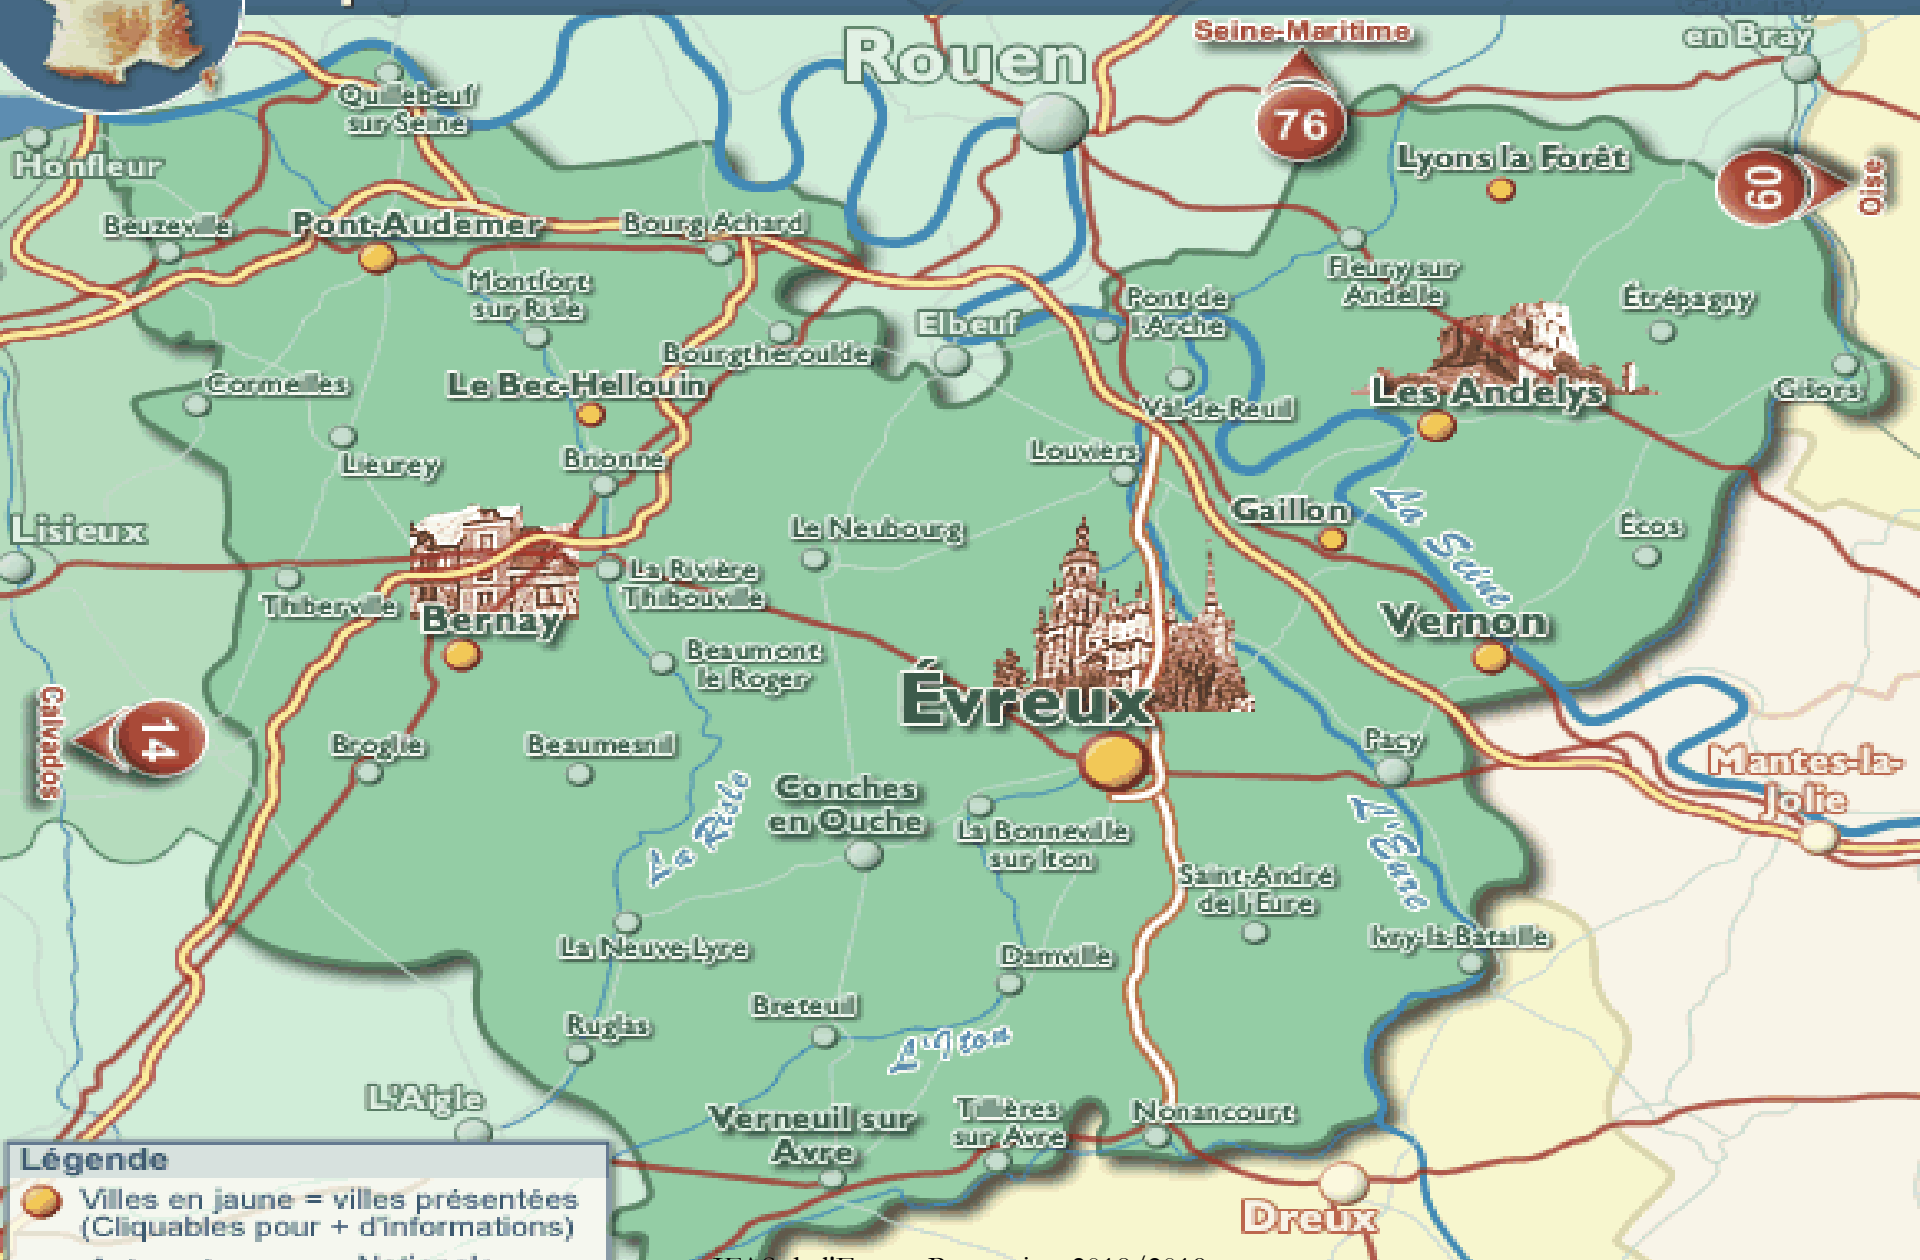 Rouen
Seine-Maritime
76
en Bray
Quillebeuf
sur Seine
Honfleur
Lyons la Forêt
60
Oise
Beuzeville
Pont-Audemer
Bourg Achard
Montfort
sur Risle
Fleury sur
Andelle
Étrépagny
Pont de
l'Arche
Elbeuf
Bourgtheroulde
Cormeilles
Le Bec-Hellouin
Les Andelys
Gisors
Val-de-Reuil
Lieurey
Brionne
Louviers
Lisieux
Le Neubourg
Gaillon
La Seine
Écos
La Rivière
Thibouville
Thiberville
Bernay
Vernon
Beaumont
le Roger
Évreux
Calvados
14
Broglie
Beaumesnil
Pacy
Mantes-la-
Jolie
La Risle
Conches
en Ouche
La Bonneville
sur Iton
L'Eure
Saint-André
de l'Eure
La Neuve-Lyre
Damville
Ivry-la-Bataille
Breteuil
Ruglas
L'Iton
L'Aigle
Verneuil sur
Avre
Tillières
sur Avre
Nonancourt
Dreux
Légende
Villes en jaune = villes présentées
(Cliquables pour + d'informations)